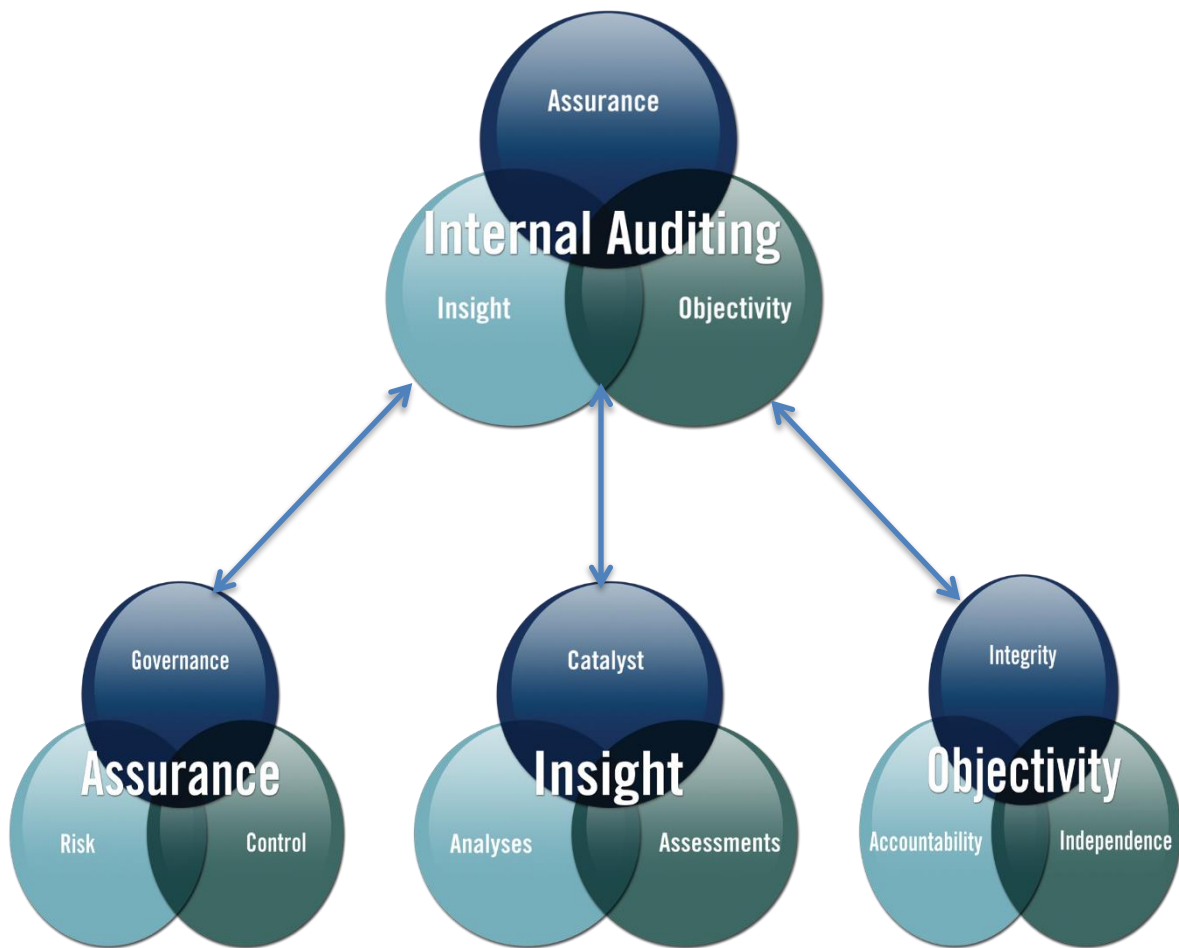 Assurance
Internal Auditing
Insight
Objectivity
Governance
Assurance
Risk
Control
Catalyst
Insight
Analyses
Assessments
Integrity
Objectivity
Accountability
Independence